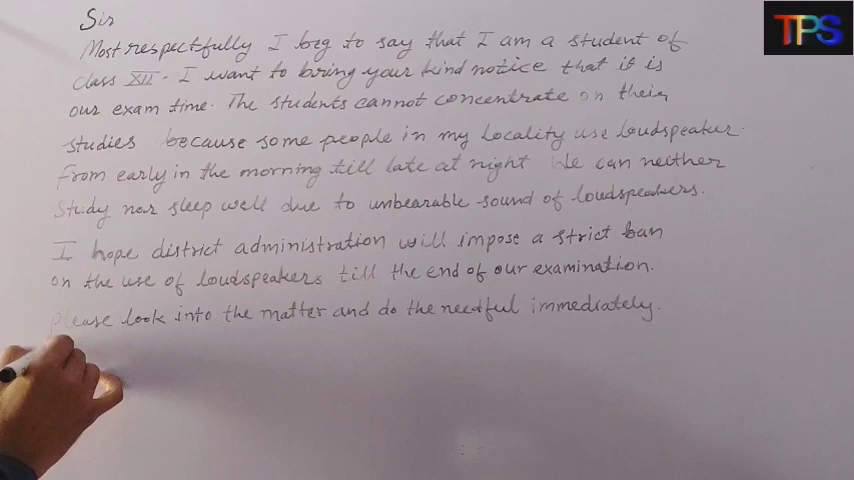 TPS
Sir
Most respectfully I beg to say that I am a student of
class XII. I want to bring your kind notice that it is
our exam time. The students cannot concentrate on their
studies because some people in my locality use loudspeaker
from early in the morning till late at night We can neither
study nor sleep well due to unbearable sound of loudspeakers.
I hope district administration will impose a strict ban
on the use of loudspeakers till the end of our examination.
please look into the matter and do the needful immediately.